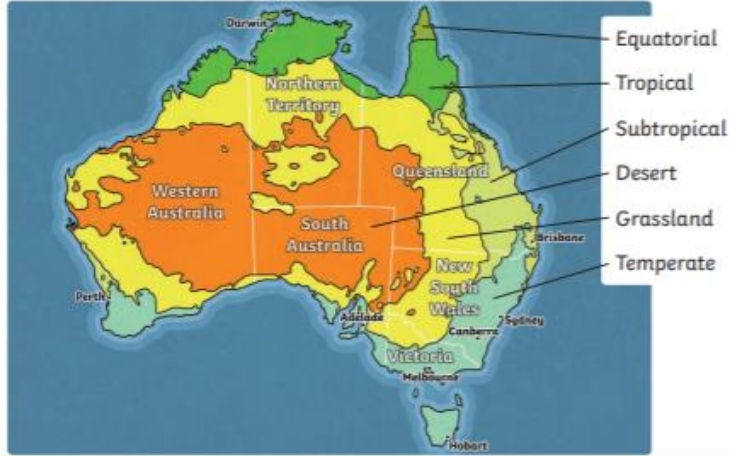 Darwin
Equatorial
Northern
Territory
Tropical
Subtropical
Queensland
Desert
Western
Australia
South
Australia
Grassland
Brisbane
New
South
Wales
Temperate
Perth
Adelaide
Sydney
Canberra
Victoria
Melbourne
Hobart